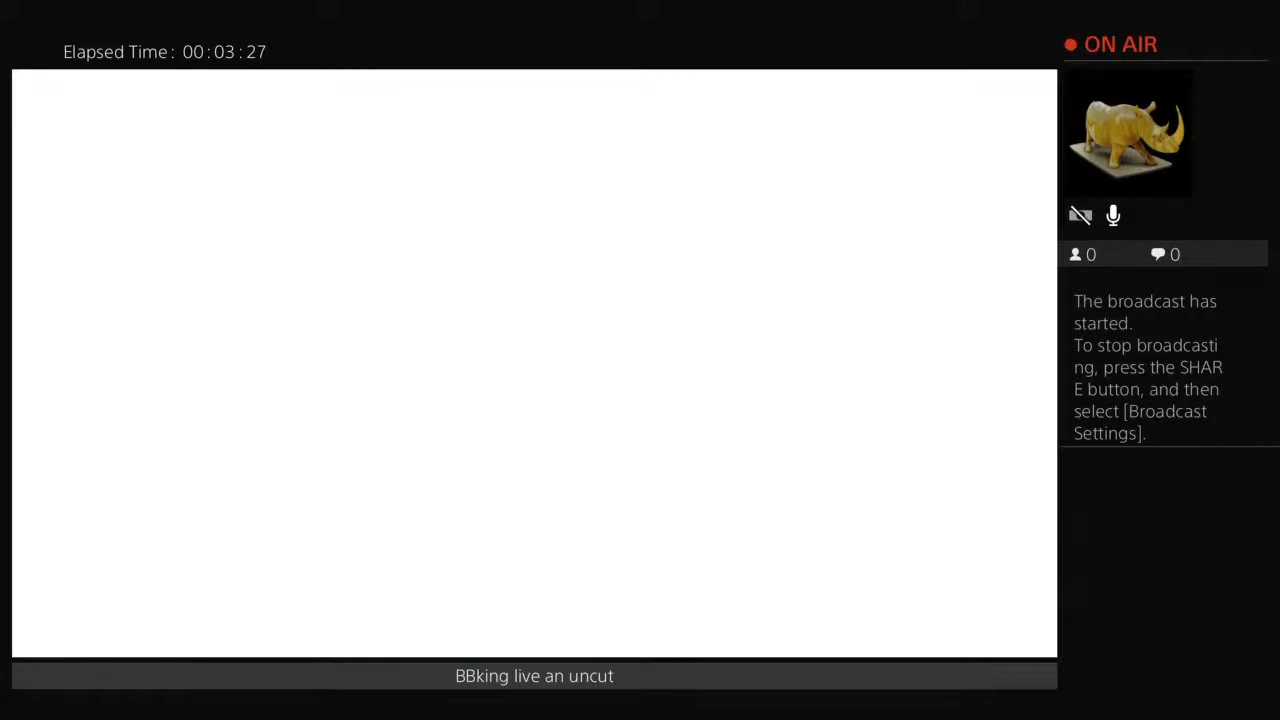 Elapsed Time: 00:03:27
ON AIR
0 0
The broadcast has
started.
To stop broadcasti
ng, press the SHAR
E button, and then
select [Broadcast
Settings].
BBking live an uncut